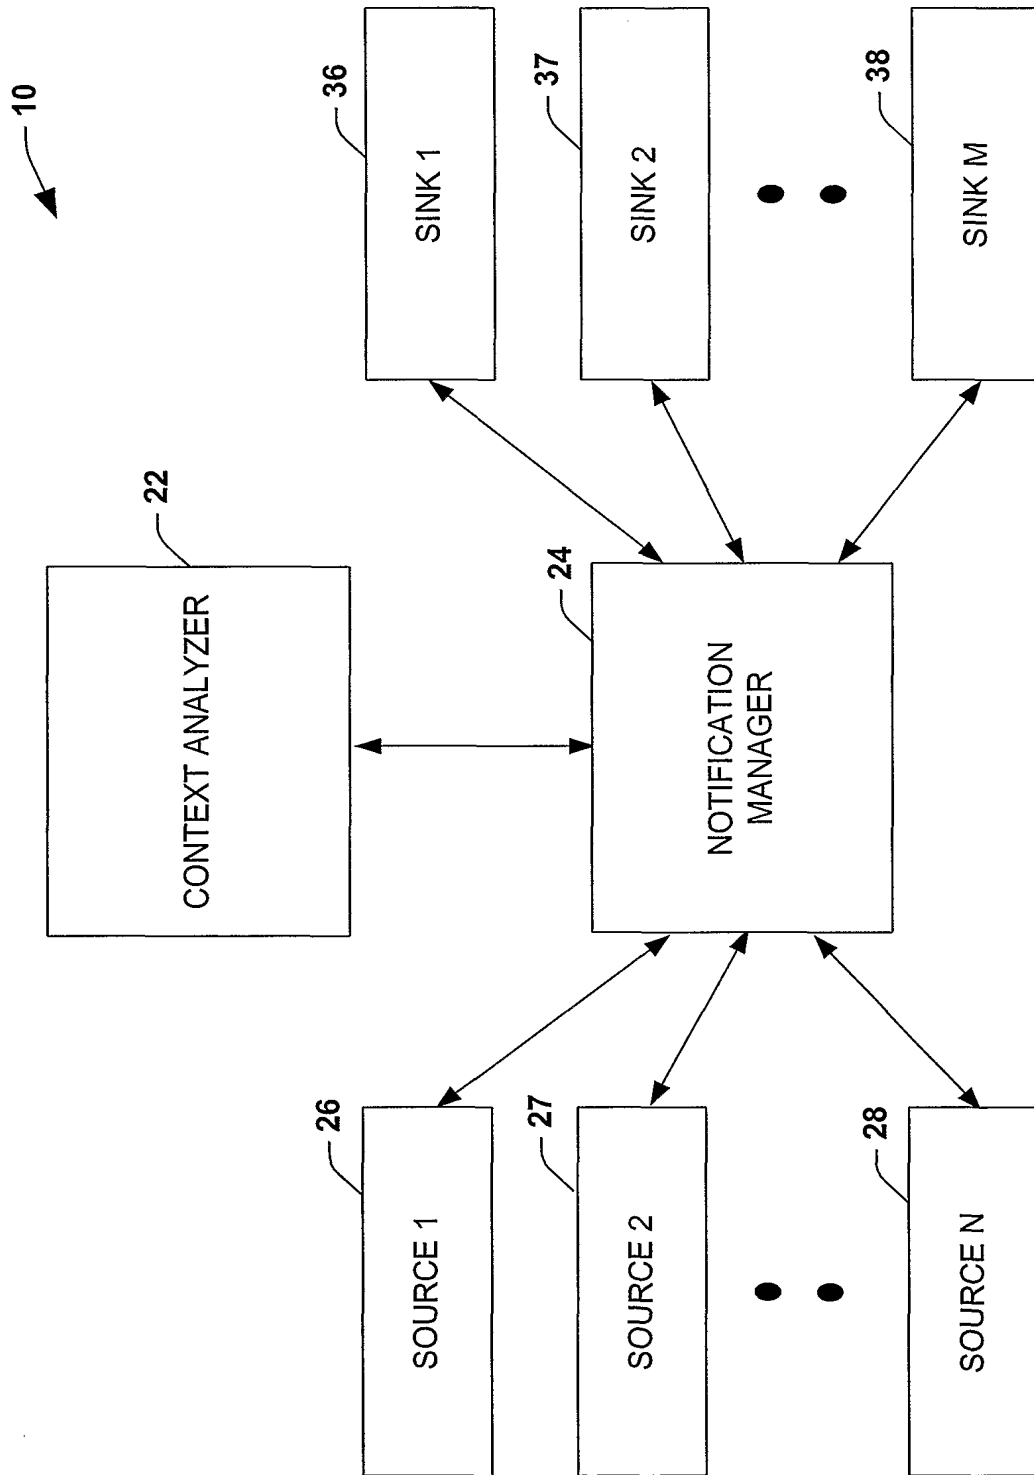 10
CONTEXT ANALYZER
22
SOURCE 1
26
SOURCE 2
27
SOURCE N
28
NOTIFICATION
MANAGER
24
SINK 1
36
SINK 2
37
SINK M
38